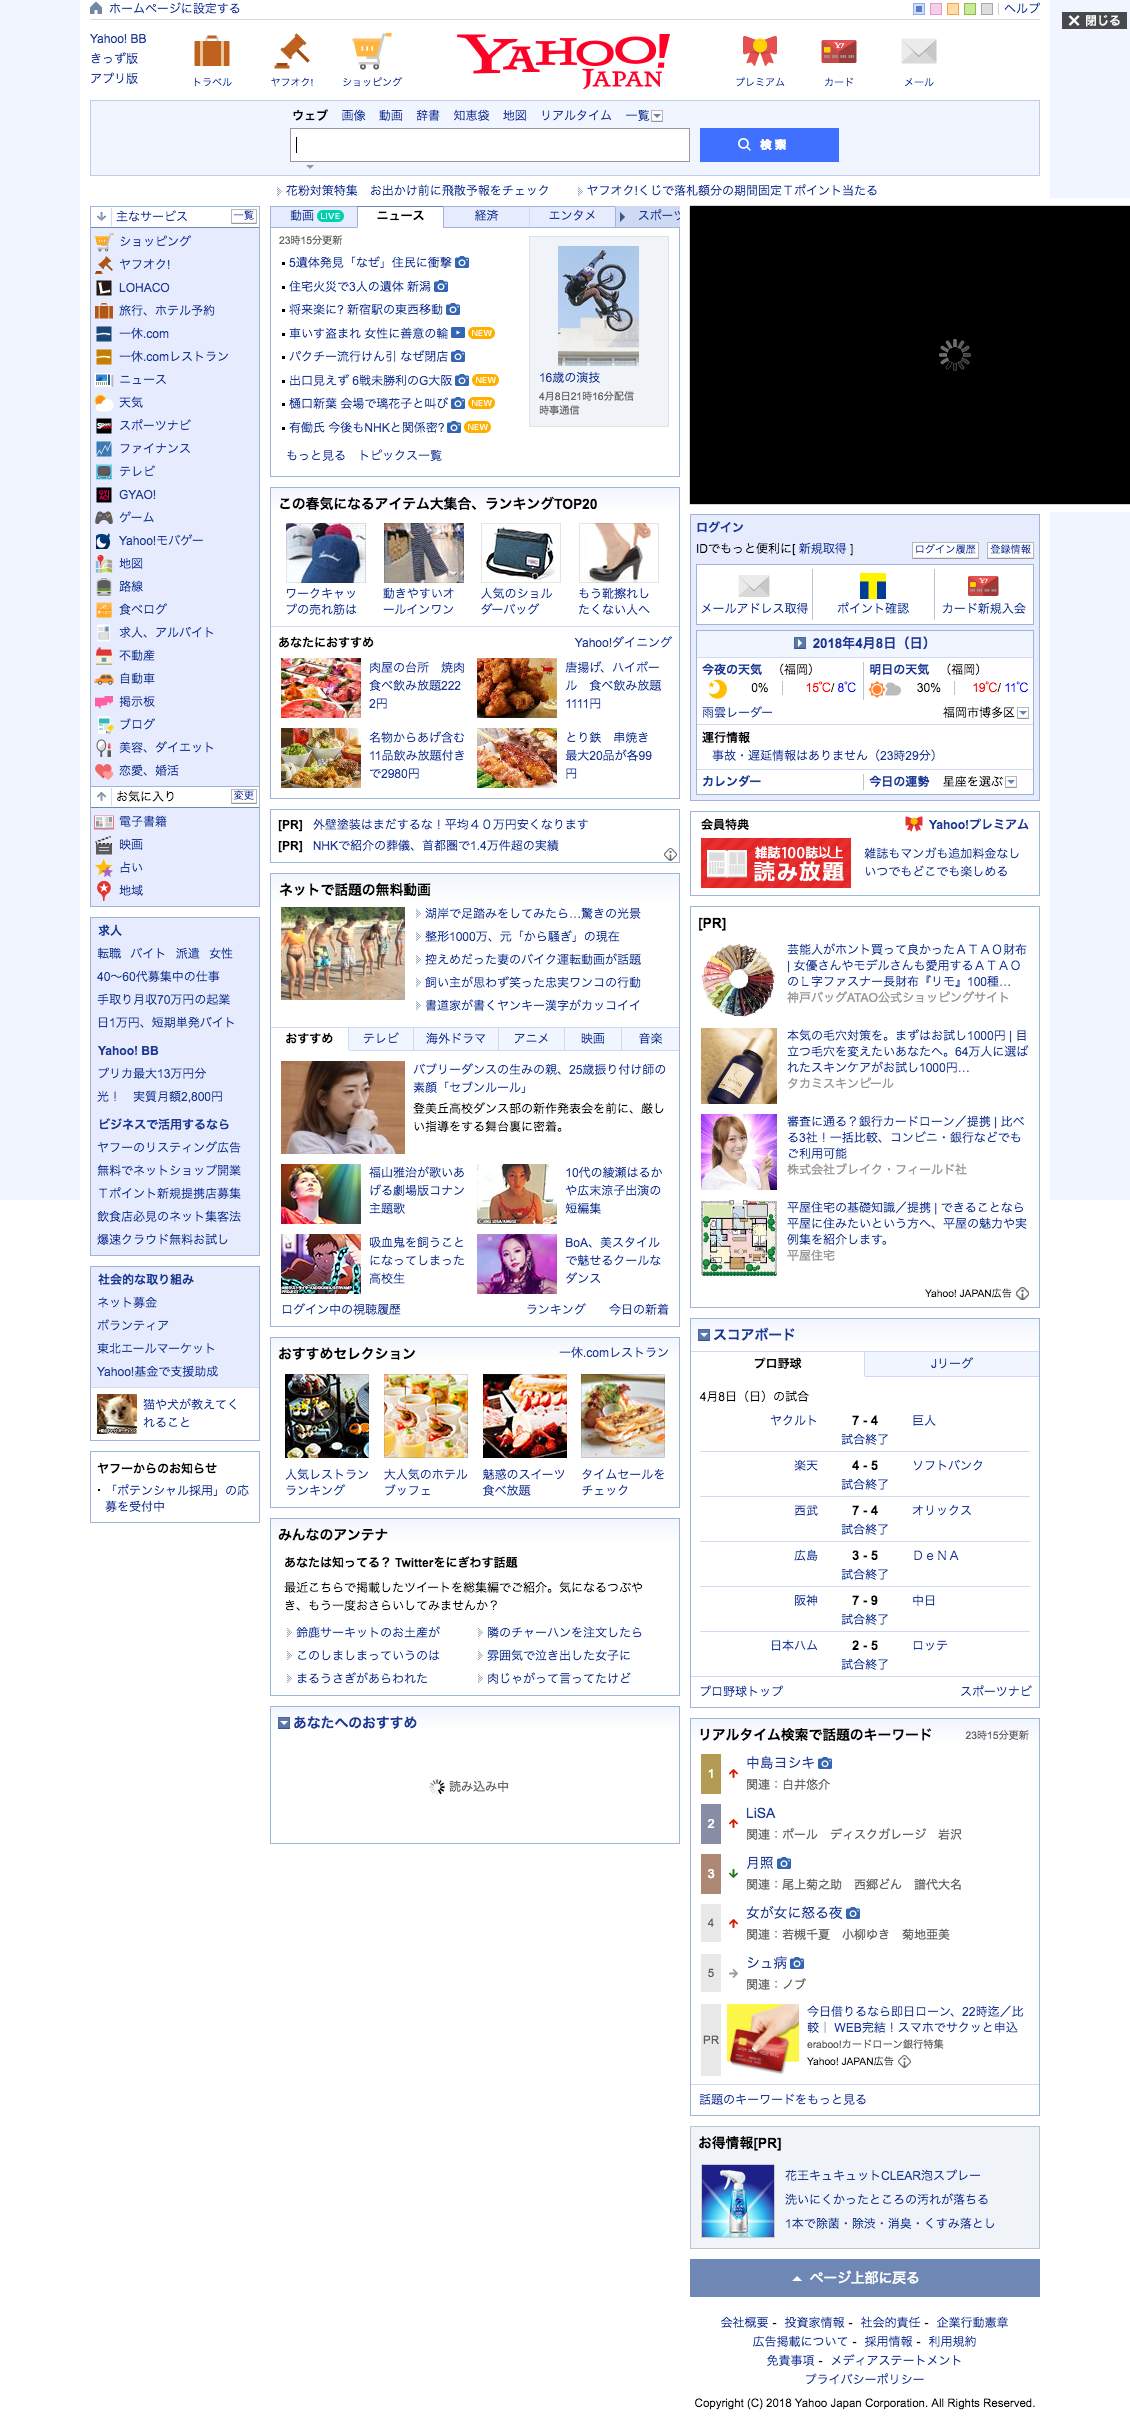 ホームページに設定する
ヘルプ
閉じる
Yahoo! BB
きっず版
アプリ版
トラベル
ヤフオク!
ショッピング
YAHOO!
JAPAN
プレミアム
カード
メール
ウェブ 画像 動画 辞書 知恵袋 地図 リアルタイム 一覧
検索
花粉対策特集　お出かけ前に飛散予報をチェック
ヤフオク!くじで落札額分の期間固定Ｔポイント当たる
主なサービス 一覧
ショッピング
ヤフオク!
LOHACO
旅行、ホテル予約
一休.com
一休.comレストラン
ニュース
天気
スポーツナビ
ファイナンス
テレビ
GYAO!
ゲーム
Yahoo!モバゲー
地図
路線
食べログ
求人、アルバイト
不動産
自動車
掲示板
ブログ
美容、ダイエット
恋愛、婚活
お気に入り 変更
電子書籍
映画
占い
地域
求人
転職 バイト 派遣 女性
40〜60代募集中の仕事
手取り月収70万円の起業
日1万円、短期単発バイト
Yahoo! BB
プリカ最大13万円分
光！　実質月額2,800円
ビジネスで活用するなら
ヤフーのリスティング広告
無料でネットショップ開業
Ｔポイント新規提携店募集
飲食店必見のネット集客法
爆速クラウド無料お試し
社会的な取り組み
ネット募金
ボランティア
東北エールマーケット
Yahoo!基金で支援助成
猫や犬が教えてく
れること
ヤフーからのお知らせ
・「ポテンシャル採用」の応
募を受付中
動画 LIVE ニュース 経済 エンタメ スポーツ
23時15分更新
5遺体発見「なぜ」住民に衝撃
住宅火災で3人の遺体 新潟
将来楽に? 新宿駅の東西移動
車いす盗まれ 女性に善意の輪 NEW
パクチー流行けん引 なぜ閉店
出口見えず 6戦未勝利のG大阪 NEW
樋口新葉 会場で璃花子と叫び NEW
有働氏 今後もNHKと関係密? NEW
もっと見る　トピックス一覧
16歳の演技
4月8日21時16分配信
時事通信
この春気になるアイテム大集合、ランキングTOP20
ワークキャッ
プの売れ筋は
動きやすいオ
ールインワン
人気のショル
ダーバッグ
もう靴擦れし
たくない人へ
あなたにおすすめ Yahoo!ダイニング
肉屋の台所　焼肉
食べ飲み放題222
2円
唐揚げ、ハイボー
ル　食べ飲み放題
1111円
名物からあげ含む
11品飲み放題付き
で2980円
とり鉄　串焼き
最大20品が各99
円
[PR] 外壁塗装はまだするな！平均４０万円安くなります
[PR] NHKで紹介の葬儀、首都圏で1.4万件超の実績
ネットで話題の無料動画
湖岸で足踏みをしてみたら…驚きの光景
整形1000万、元「から騒ぎ」の現在
控えめだった妻のバイク運転動画が話題
飼い主が思わず笑った忠実ワンコの行動
書道家が書くヤンキー漢字がカッコイイ
おすすめ テレビ 海外ドラマ アニメ 映画 音楽
バブリーダンスの生みの親、25歳振り付け師の
素顔「セブンルール」
登美丘高校ダンス部の新作発表会を前に、厳し
い指導をする舞台裏に密着。
福山雅治が歌いあ
げる劇場版コナン
主題歌
10代の綾瀬はるか
や広末涼子出演の
短編集
吸血鬼を飼うことになってしまった
高校生
BoA、美スタイル
で魅せるクールな
ダンス
ログイン中の視聴履歴 ランキング 今日の新着
おすすめセレクション 一休.comレストラン
人気レストラン
ランキング
大人気のホテル
ブッフェ
魅惑のスイーツ
食べ放題
タイムセールを
チェック
みんなのアンテナ
あなたは知ってる？ Twitterをにぎわす話題
最近こちらで掲載したツイートを総集編でご紹介。気になるつぶや
き、もう一度おさらいしてみませんか？
鈴鹿サーキットのお土産が
隣のチャーハンを注文したら
このしましまっていうのは
雰囲気で泣き出した女子に
まるうさぎがあらわれた
肉じゃがって言ってたけど
あなたへのおすすめ
読み込み中
ログイン
IDでもっと便利に[ 新規取得 ] ログイン履歴 登録情報
メールアドレス取得 ポイント確認 カード新規入会
2018年4月8日（日）
今夜の天気 （福岡） 明日の天気 （福岡）
0% 15℃/ 8℃ 30% 19℃/ 11℃
雨雲レーダー 福岡市博多区
運行情報
事故・遅延情報はありません（23時29分）
カレンダー 今日の運勢 星座を選ぶ
会員特典 Yahoo!プレミアム
雑誌100誌以上
読み放題
雑誌もマンガも追加料金なし
いつでもどこでも楽しめる
[PR]
芸能人がホント買って良かったＡＴＡＯ財布
| 女優さんやモデルさんも愛用するＡＴＡＯ
のＬ字ファスナー長財布『リモ』100種…
神戸バッグATAO公式ショッピングサイト
本気の毛穴対策を。まずはお試し1000円 | 目
立つ毛穴を変えたいあなたへ。64万人に選ば
れたスキンケアがお試し1000円…
タカミスキンピール
審査に通る？銀行カードローン／提携 | 比べ
る3社！一括比較、コンビニ・銀行などでも
ご利用可能
株式会社ブレイク・フィールド社
平屋住宅の基礎知識／提携 | できることなら
平屋に住みたいという方へ、平屋の魅力や実
例集を紹介します。
平屋住宅
Yahoo! JAPAN広告
スコアボード
プロ野球 Jリーグ
4月8日（日）の試合
ヤクルト 7 - 4 巨人
試合終了
楽天 4 - 5 ソフトバンク
試合終了
西武 7 - 4 オリックス
試合終了
広島 3 - 5 ＤｅＮＡ
試合終了
阪神 7 - 9 中日
試合終了
日本ハム 2 - 5 ロッテ
試合終了
プロ野球トップ スポーツナビ
リアルタイム検索で話題のキーワード 23時15分更新
1 中島ヨシキ
関連：白井悠介
2 LiSA
関連：ポール　ディスクガレージ　岩沢
3 月照
関連：尾上菊之助　西郷どん　譜代大名
4 女が女に怒る夜
関連：若槻千夏　小柳ゆき　菊地亜美
5 シュ病
関連：ノブ
PR
今日借りるなら即日ローン、22時迄／比
較｜ WEB完結！スマホでサクッと申込
eraboo!カードローン銀行特集
Yahoo! JAPAN広告
話題のキーワードをもっと見る
お得情報[PR]
花王キュキュットCLEAR泡スプレー
洗いにくかったところの汚れが落ちる
1本で除菌・除渋・消臭・くすみ落とし
ページ上部に戻る
会社概要 - 投資家情報 - 社会的責任 - 企業行動憲章
広告掲載について - 採用情報 - 利用規約
免責事項 - メディアステートメント
プライバシーポリシー
Copyright (C) 2018 Yahoo Japan Corporation. All Rights Reserved.